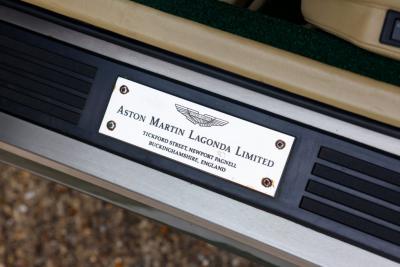 Aston Martin Lagonda Limited
Tickford Street, Newport Pagnell
Buckinghamshire, England